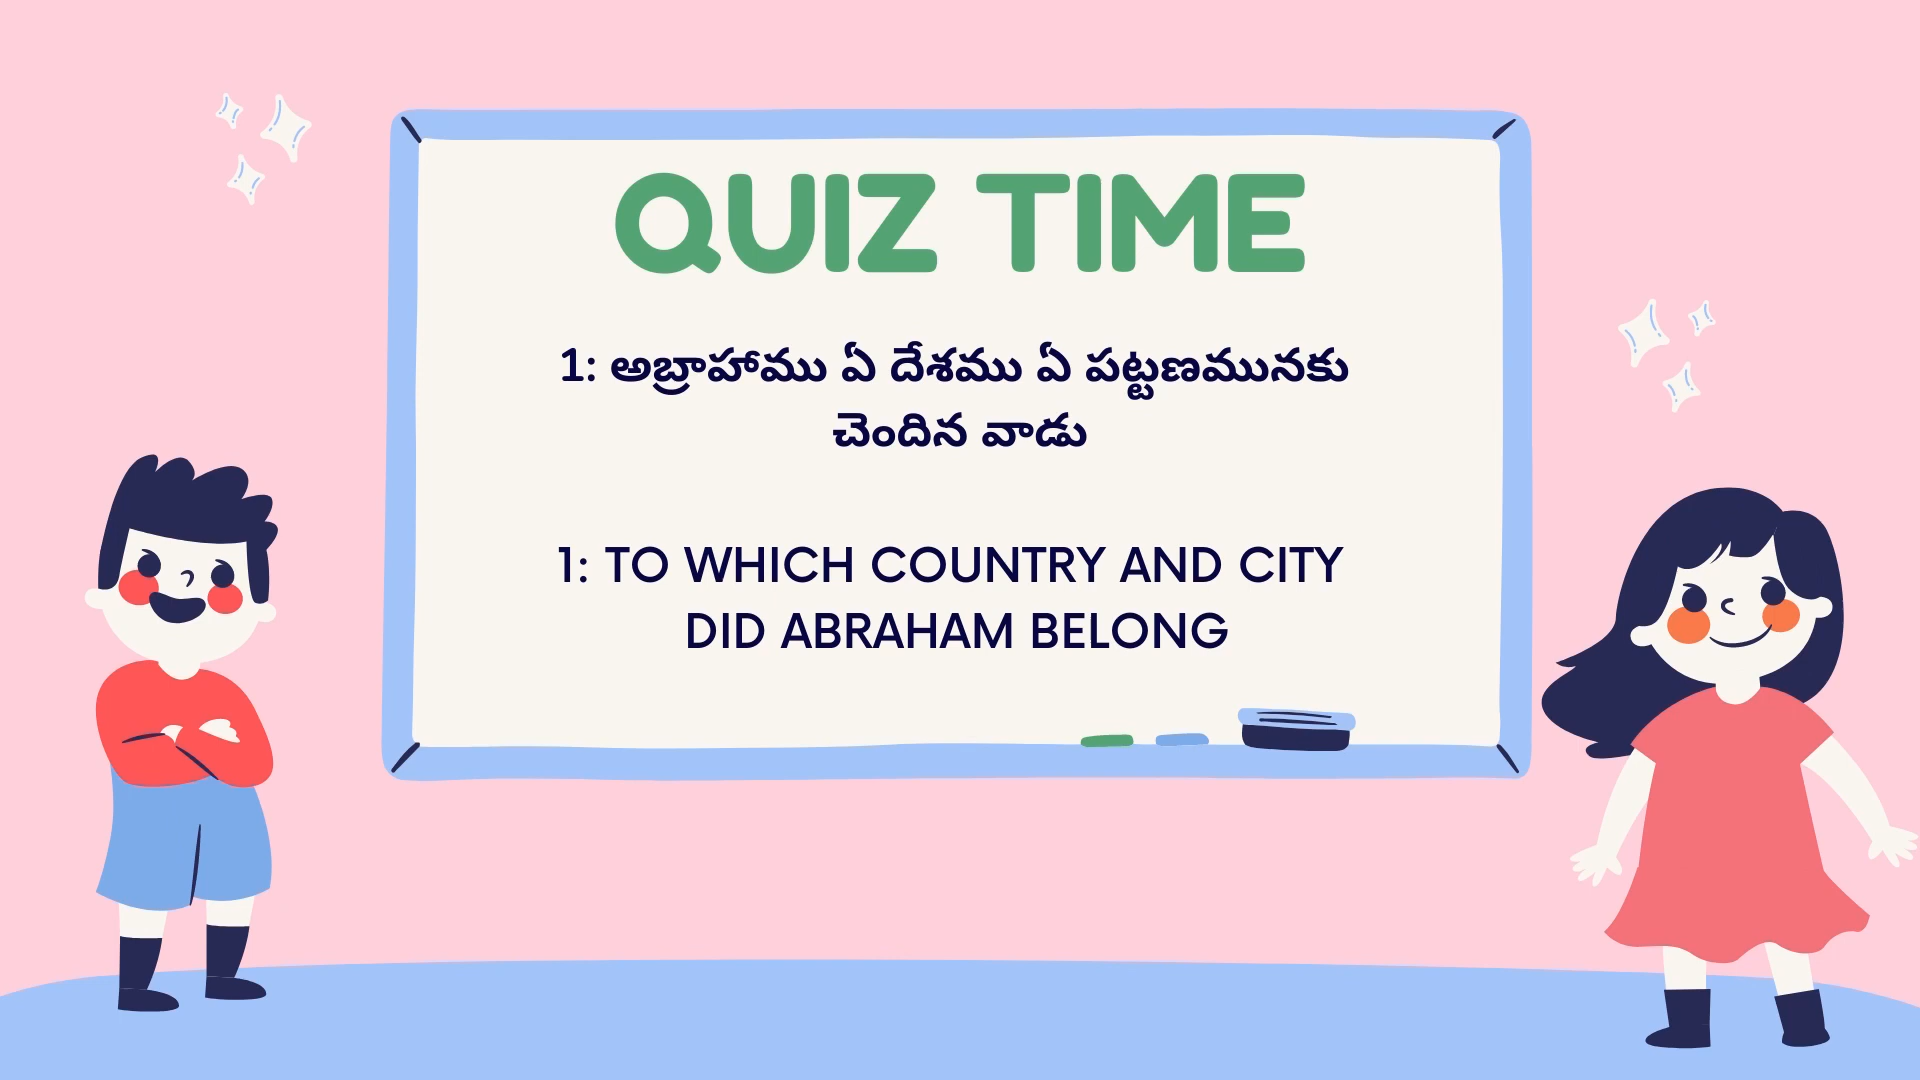 QUIZ TIME
1: అబ్రాహాము ఏ దేశము ఏ పట్టణమునకు
చెందిన వాడు
1: TO WHICH COUNTRY AND CITY
DID ABRAHAM BELONG